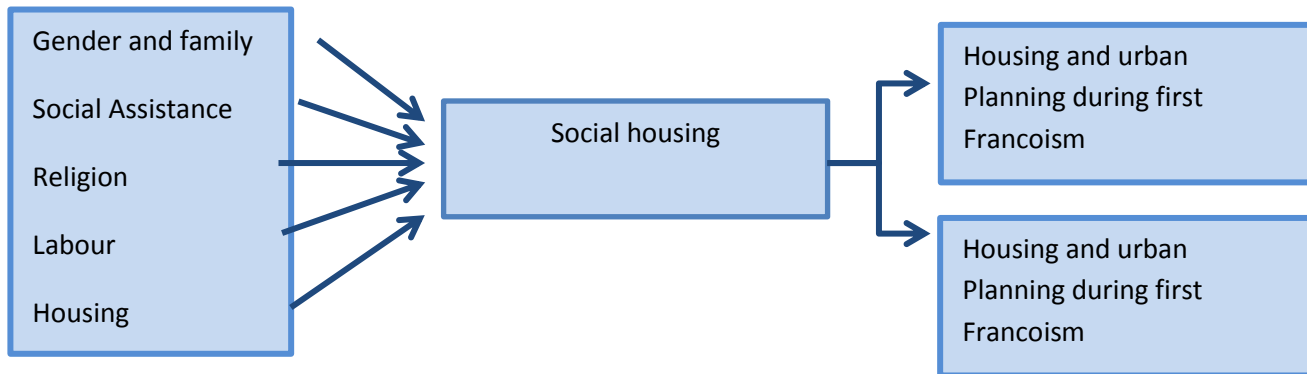 Gender and family
Social Assistance
Religion
Labour
Housing
Social housing
Housing and urban
Planning during first
Francoism
Housing and urban
Planning during first
Francoism